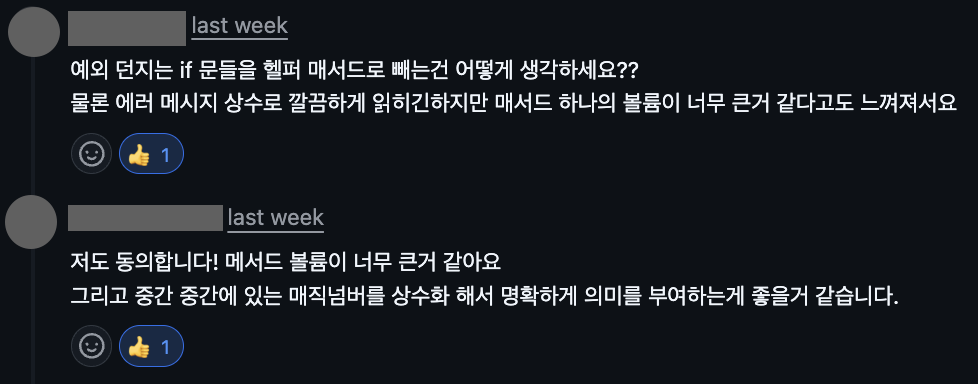 last week
예외 던지는 if 문들을 헬퍼 매서드로 빼는건 어떻게 생각하세요??
물론 에러 메시지 상수로 깔끔하게 읽히긴하지만 매서드 하나의 볼륨이 너무 큰거 같다고도 느껴져서요
1
last week
저도 동의합니다! 메서드 볼륨이 너무 큰거 같아요
그리고 중간 중간에 있는 매직넘버를 상수화 해서 명확하게 의미를 부여하는게 좋을거 같습니다.
1